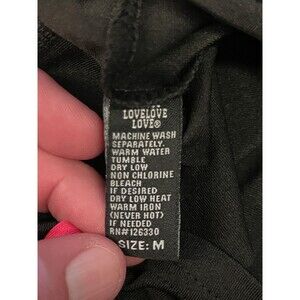 LOVELOVE
LOVE®
MACHINE WASH
SEPARATELY.
WARM WATER
TUMBLE
DRY LOW
NON CHLORINE
BLEACH
IF DESIRED
DRY LOW HEAT
WARM IRON
(NEVER HOT)
IF NEEDED
RN#126330
SIZE: M